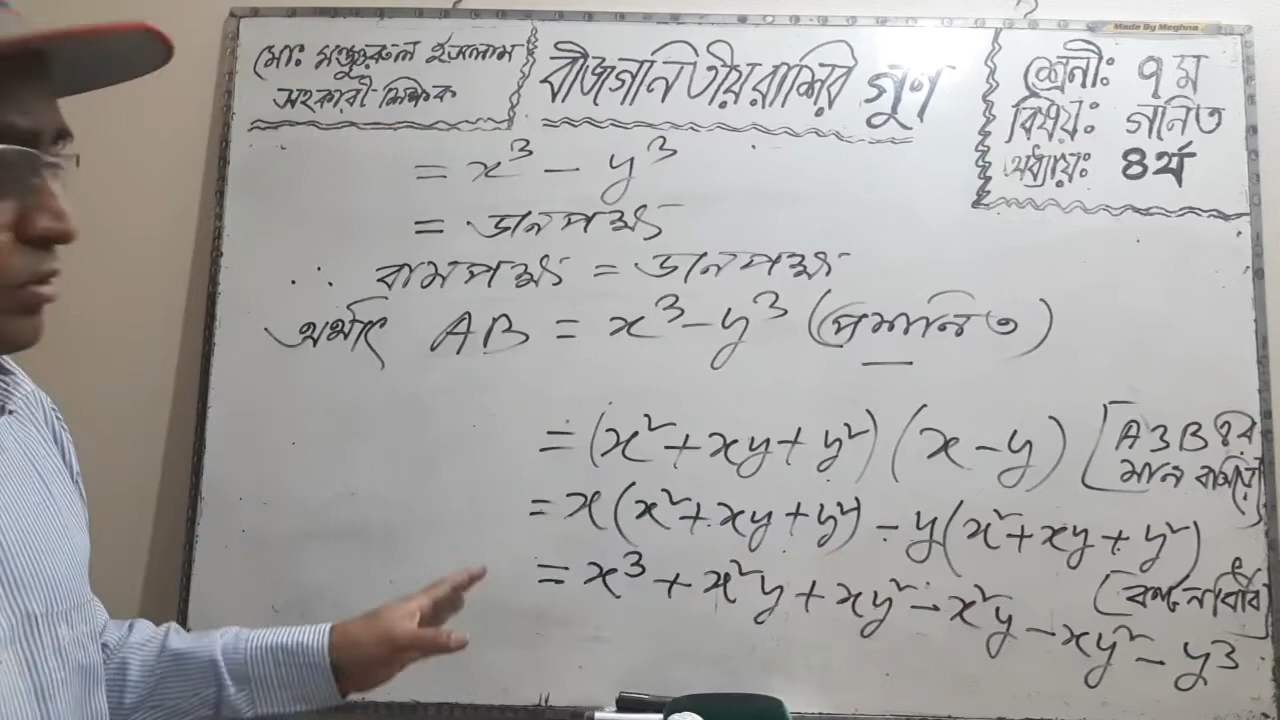 মোঃ মঞ্জুরুল ইসলাম
সহকারী শিক্ষক
বীজগানিতীয় রাশির গুণ
Made By Meghna
শ্রেনীঃ ৭ম
বিষয়ঃ গনিত
অধ্যায়ঃ ৪র্থ
= x³ - y³
= ডানপক্ষ
∴ বামপক্ষ = ডানপক্ষ
অর্থাৎ AB = x³ - y³ (প্রমানিত)
= (x² + xy + y²) (x - y) [A ও B এর মান বসিয়ে]
= x(x² + xy + y²) - y(x² + xy + y²)
[বণ্টন বিধি]
= x³ + x²y + xy² - x²y - xy² - y³